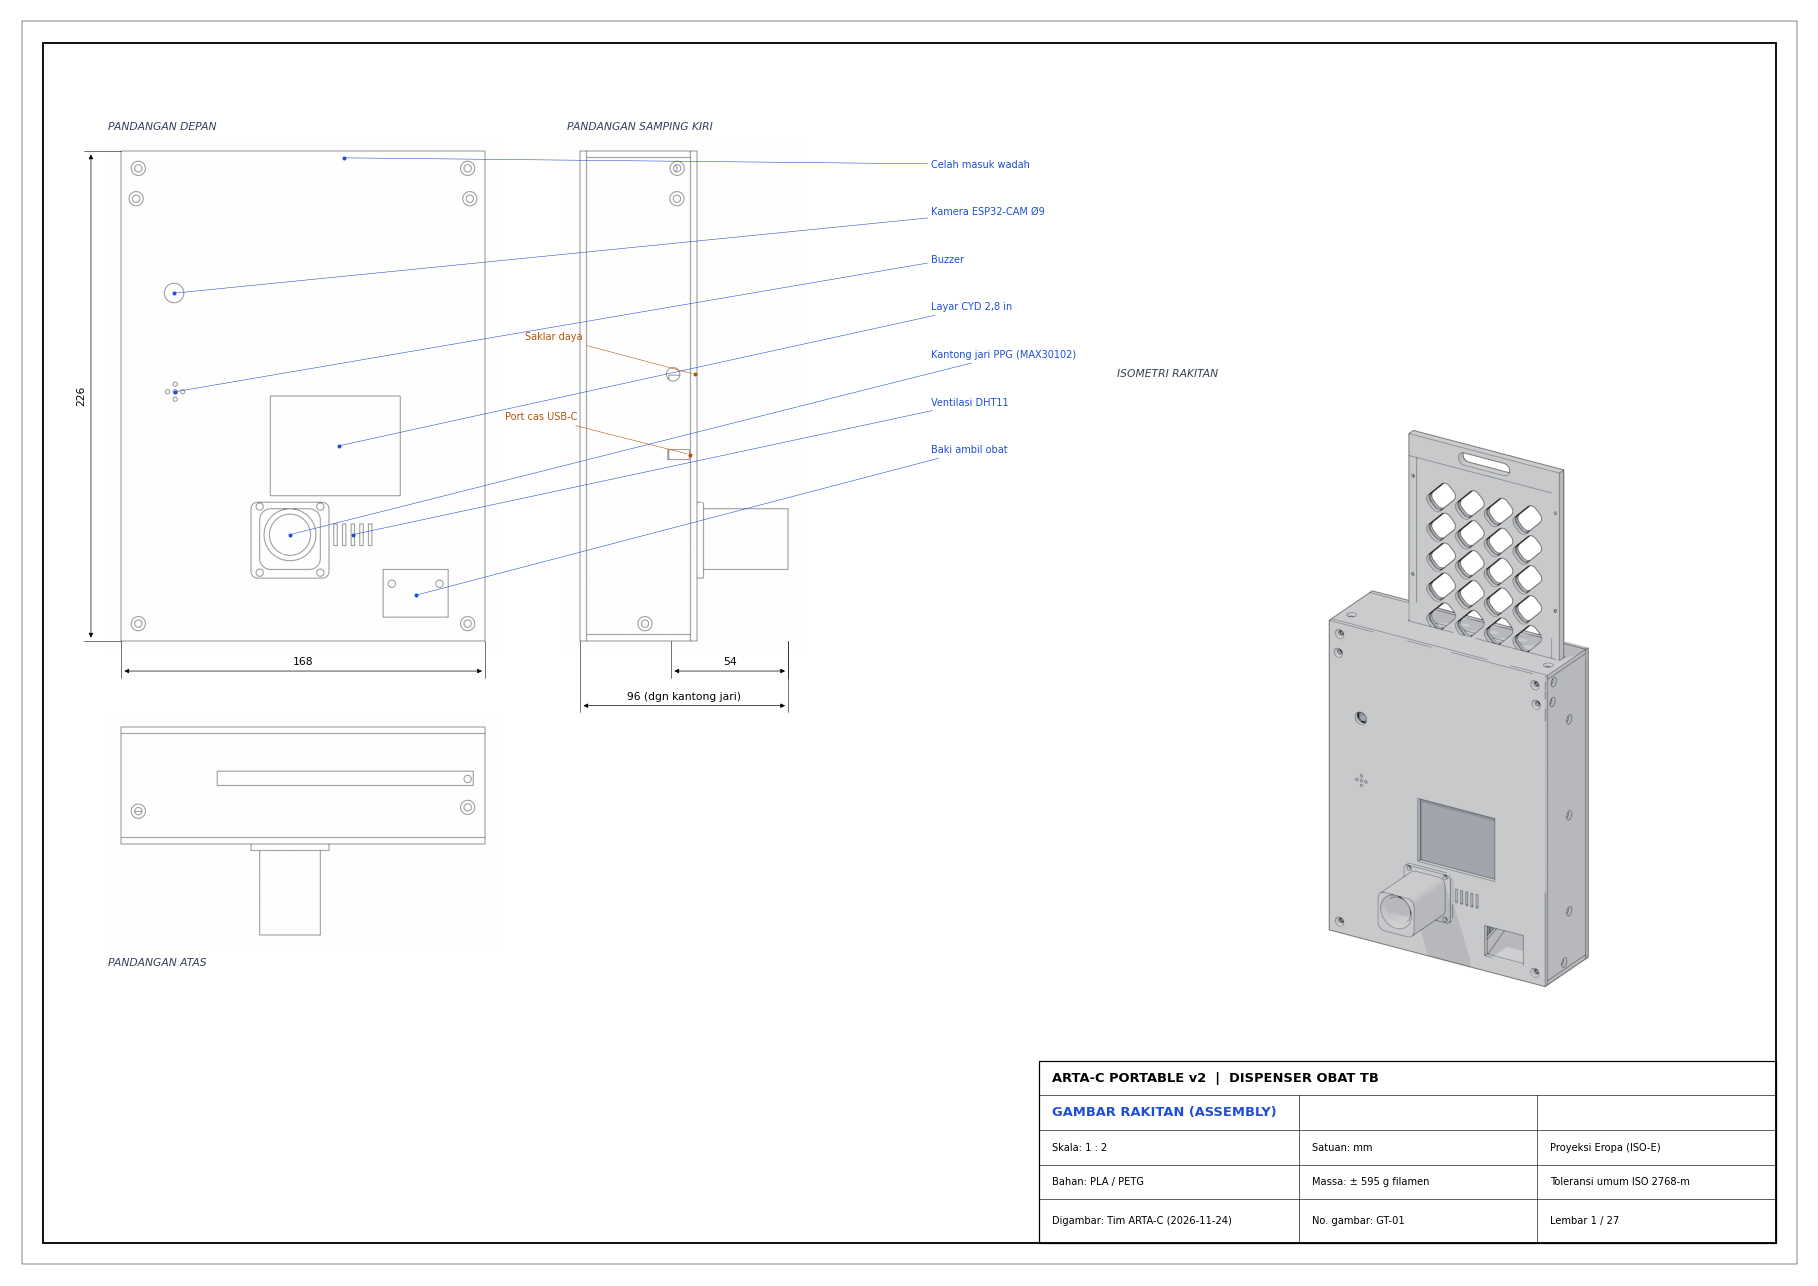 PANDANGAN DEPAN
PANDANGAN SAMPING KIRI
Celah masuk wadah
Kamera ESP32-CAM Ø9
Buzzer
Layar CYD 2,8 in
Saklar daya
Kantong jari PPG (MAX30102)
ISOMETRI RAKITAN
226
Ventilasi DHT11
Port cas USB-C
Baki ambil obat
168
54
96 (dgn kantong jari)
PANDANGAN ATAS
ARTA-C PORTABLE v2 | DISPENSER OBAT TB
GAMBAR RAKITAN (ASSEMBLY)
Skala: 1 : 2
Satuan: mm
Proyeksi Eropa (ISO-E)
Bahan: PLA / PETG
Massa: ± 595 g filamen
Toleransi umum ISO 2768-m
Digambar: Tim ARTA-C (2026-11-24)
No. gambar: GT-01
Lembar 1 / 27